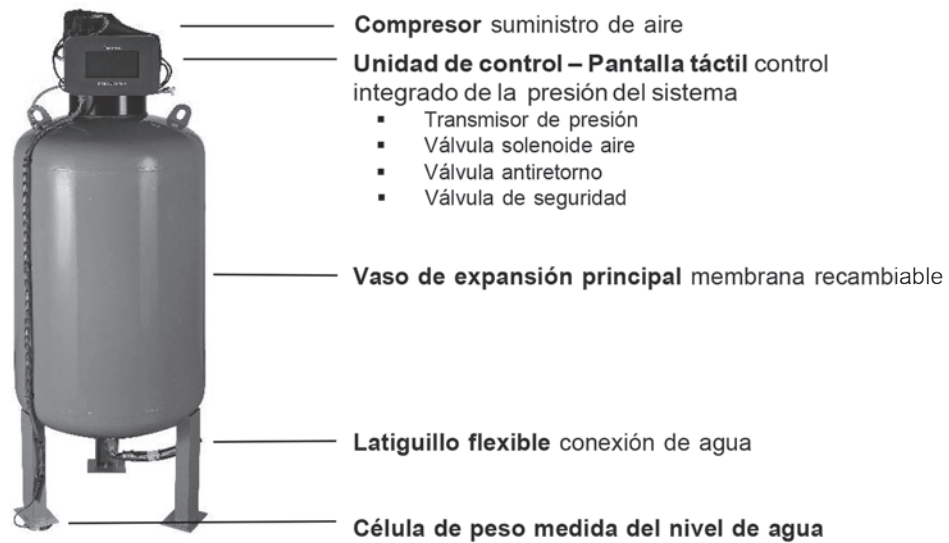 Compresor suministro de aire
Unidad de control – Pantalla táctil control
integrado de la presión del sistema
▪ Transmisor de presión
▪ Válvula solenoide aire
▪ Válvula antiretorno
▪ Válvula de seguridad
Vaso de expansión principal membrana recambiable
Latiguillo flexible conexión de agua
Célula de peso medida del nivel de agua